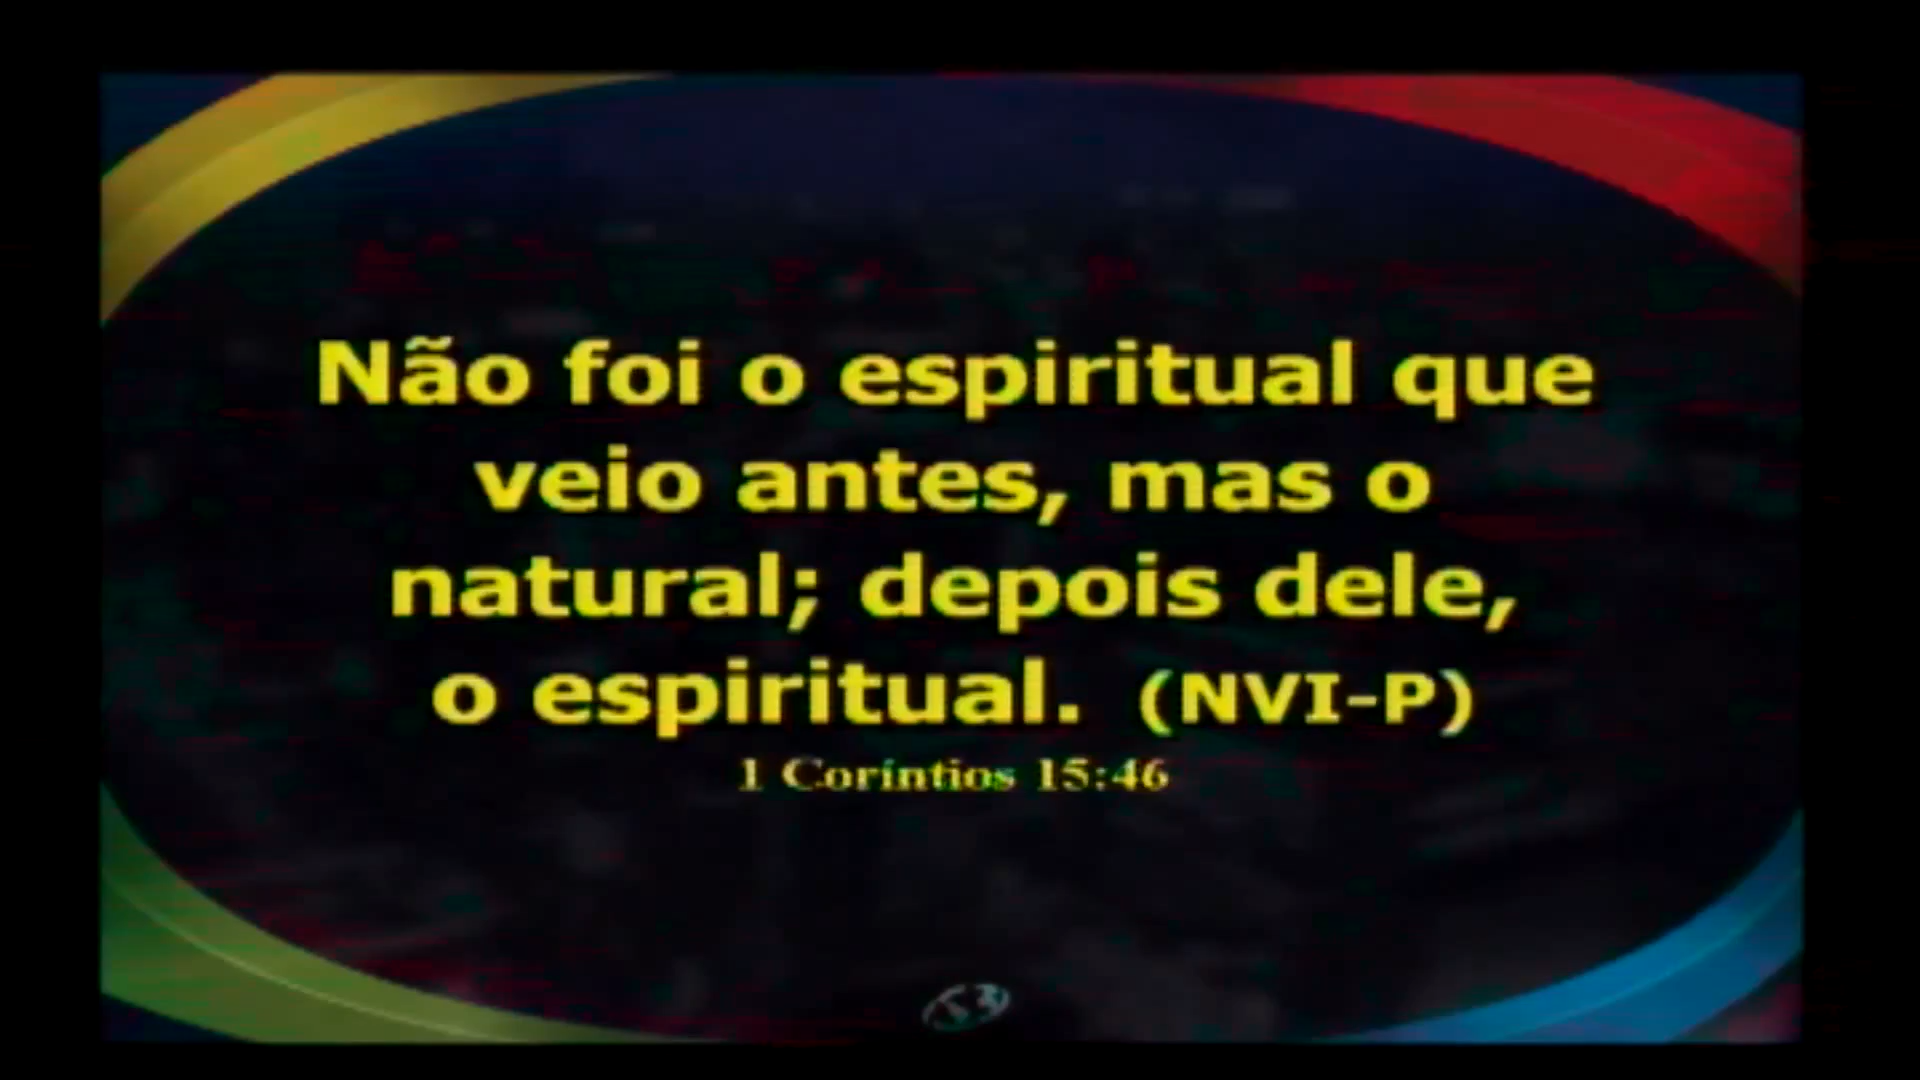 Não foi o espiritual que
veio antes, mas o
natural; depois dele,
o espiritual. (NVI-P)
1 Coríntios 15:46